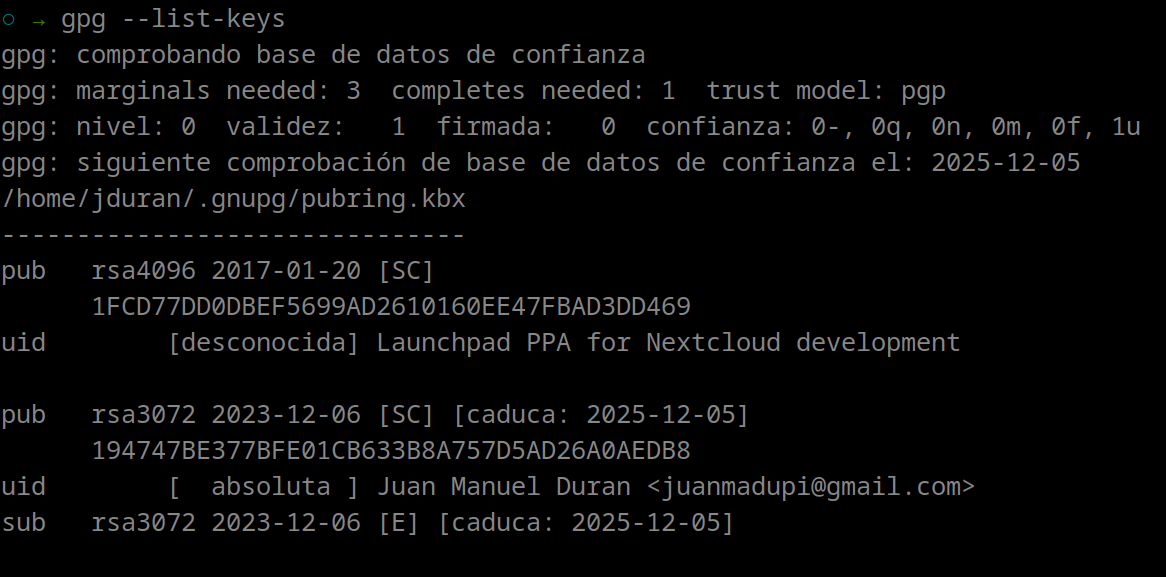 ○ → gpg --list-keys
gpg: comprobando base de datos de confianza
gpg: marginals needed: 3  completes needed: 1  trust model: pgp
gpg: nivel: 0  validez:   1  firmada:   0  confianza: 0-, 0q, 0n, 0m, 0f, 1u
gpg: siguiente comprobación de base de datos de confianza el: 2025-12-05
/home/jduran/.gnupg/pubring.kbx
-------------------------------
pub   rsa4096 2017-01-20 [SC]
      1FCD77DD0DBEF5699AD2610160EE47FBAD3DD469
uid        [desconocida] Launchpad PPA for Nextcloud development

pub   rsa3072 2023-12-06 [SC] [caduca: 2025-12-05]
      194747BE377BFE01CB633B8A757D5AD26A0AEDB8
uid        [  absoluta ] Juan Manuel Duran <juanmadupi@gmail.com>
sub   rsa3072 2023-12-06 [E] [caduca: 2025-12-05]